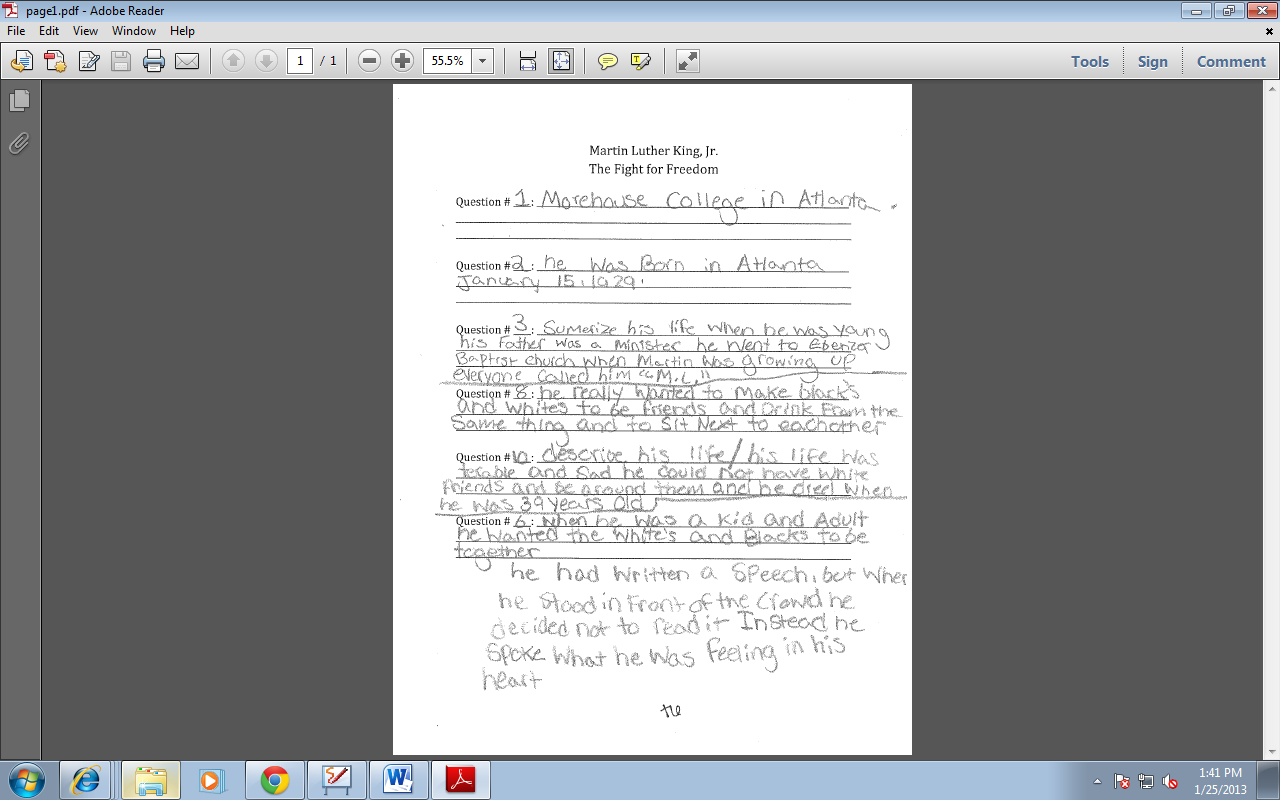 page1.pdf - Adobe Reader
File Edit View Window Help
1 / 1 55.5% Tools Sign Comment
Martin Luther King, Jr.
The Fight for Freedom
Question # 1: Morehouse College in Atlanta.
Question # 2: he was Born in Atlanta
January 15, 1929.
Question # 3: Sumerize his life when he was young
his Father was a minister he went to Ebenizer
Baptist church when Martin was growing up
everyone called him "M.L."
Question # 8: he really wanted to make blacks
and whites to be friends and Drink From the
Same thing and to Sit Next to eachother
Question # 10: describe his life/his life was
terable and Sad he could Not have white
friends and be around them and he died when
he was 39 years old
Question # 6: when he was a kid and Adult
he wanted the white's and Blacks to be
together
he had written a speech, but when
he stood in Front of the crowd he
decided not to read it Instead he
Spoke what he was feeling in his
heart
1:41 PM
1/25/2013